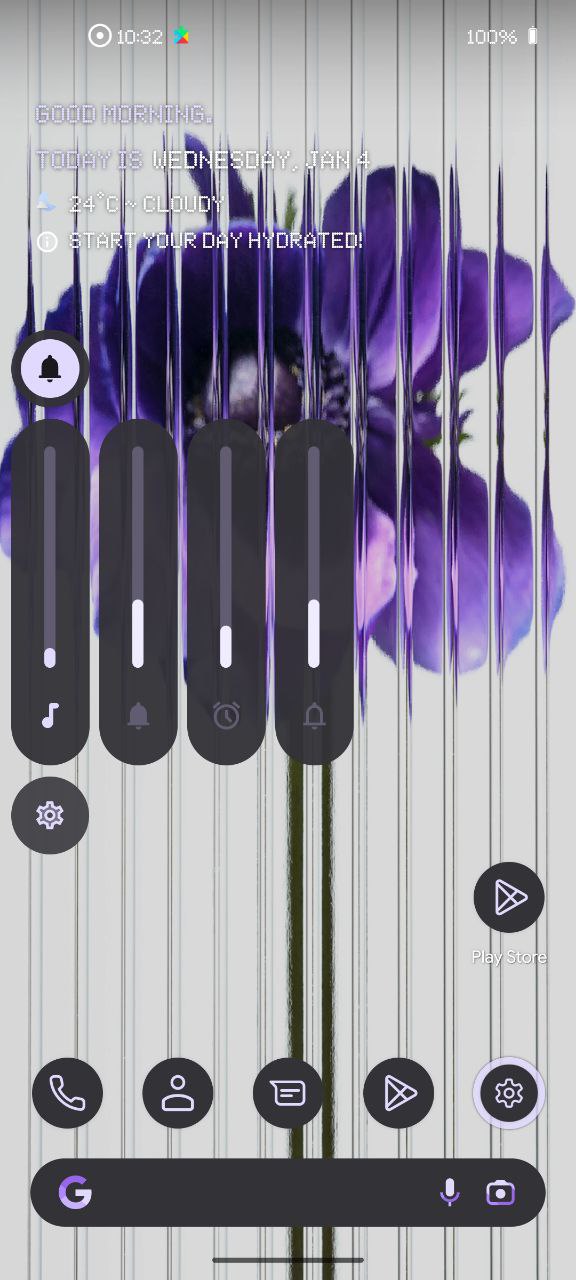 10:32
100%
GOOD MORNING.
TODAY IS WEDNESDAY, JAN 4
24°C ~ CLOUDY
START YOUR DAY HYDRATED!
Play Store